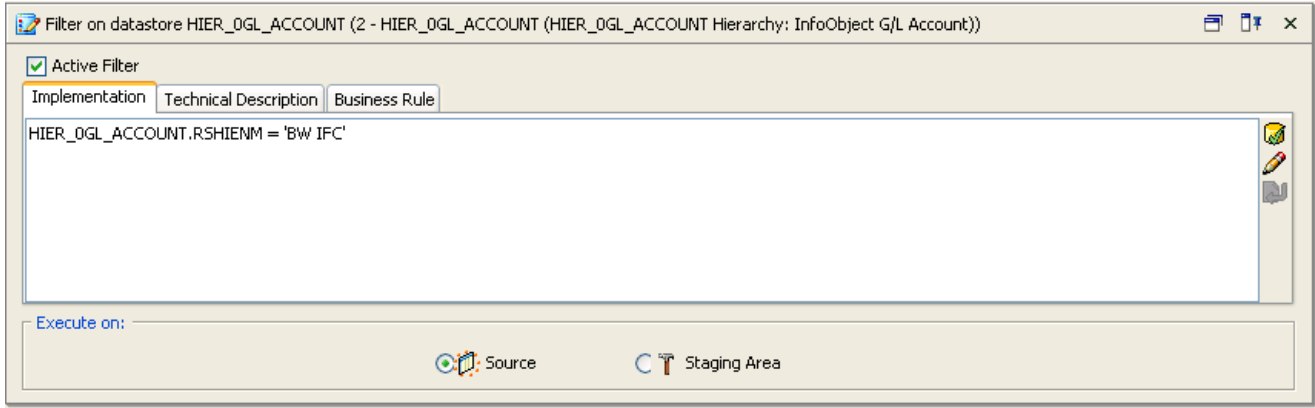 Filter on datastore HIER_0GL_ACCOUNT (2 - HIER_0GL_ACCOUNT (HIER_0GL_ACCOUNT Hierarchy: InfoObject G/L Account))
Active Filter
Implementation Technical Description Business Rule
HIER_0GL_ACCOUNT.RSHIENM = 'BW IFC'
Execute on:
Source Staging Area